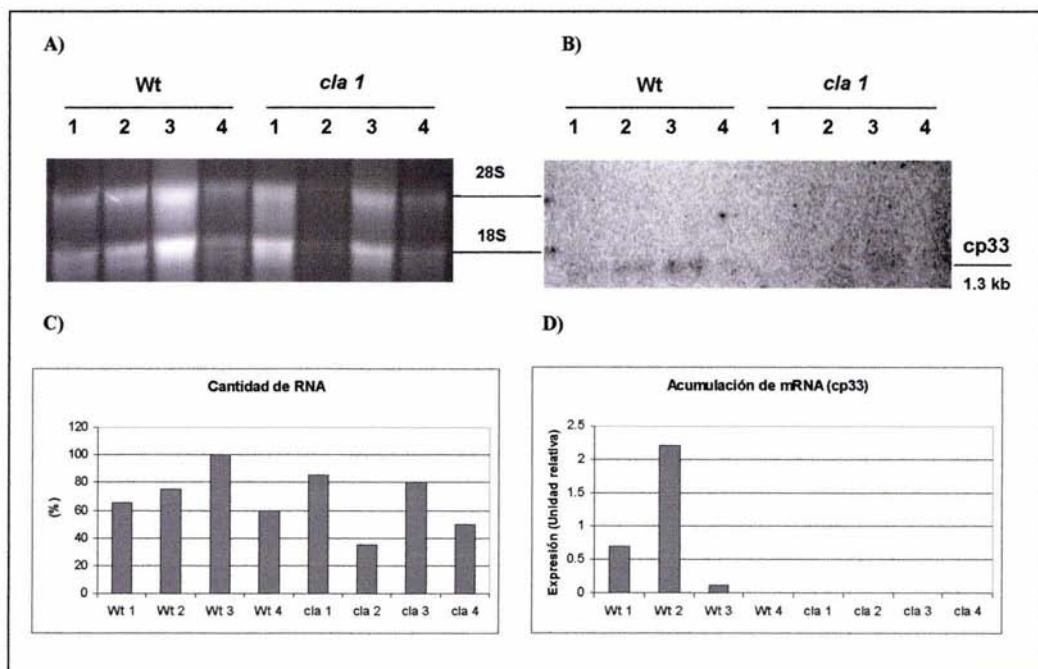 A)
Wt
cla 1
1 2 3 4 1 2 3 4
28S
18S
B)
Wt
cla 1
1 2 3 4 1 2 3 4
cp33
1.3 kb
C)
Cantidad de RNA
(%)
120
100
80
60
40
20
0
Wt 1 Wt 2 Wt 3 Wt 4 cla 1 cla 2 cla 3 cla 4
D)
Acumulación de mRNA (cp33)
Expresión (Unidad relativa)
2.5
2
1.5
1
0.5
0
Wt 1 Wt 2 Wt 3 Wt 4 cla 1 cla 2 cla 3 cla 4